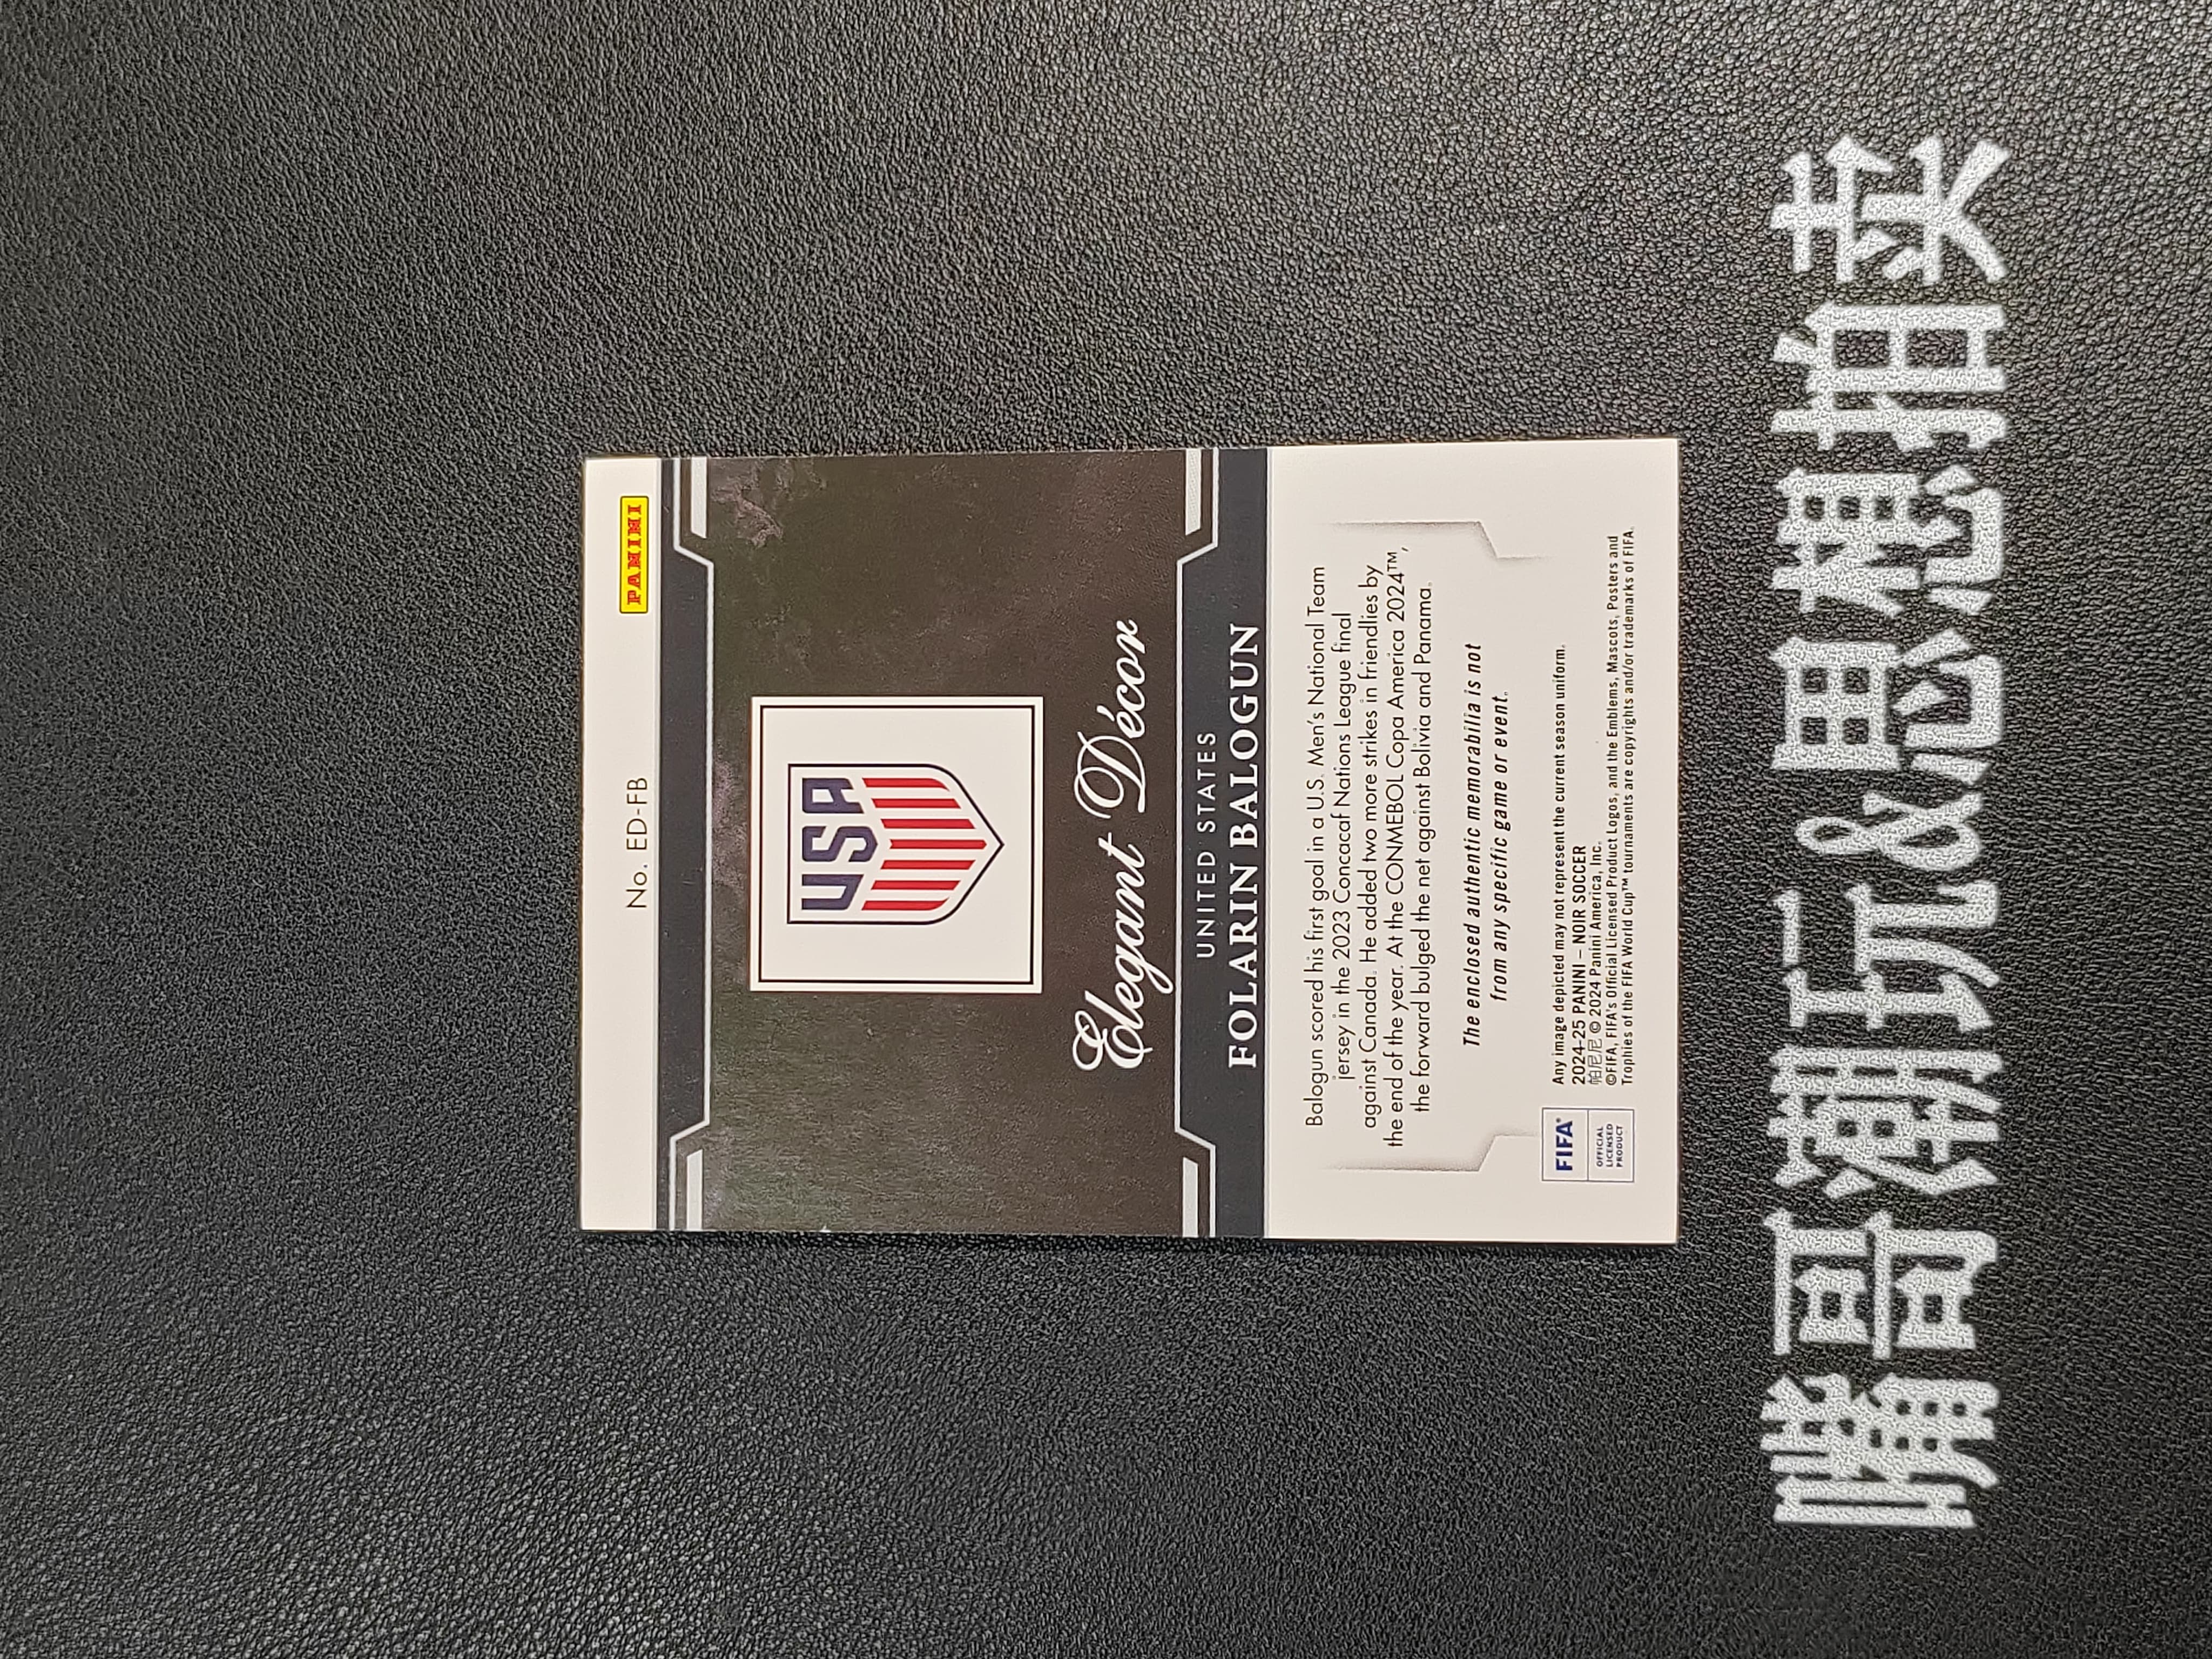 No. ED-FB
PANINI
USA
Elegant Décor
UNITED STATES
FOLARIN BALOGUN
Balogun scored his first goal in a U.S. Men's National Team
jersey in the 2023 Concacaf Nations League final
against Canada. He added two more strikes in friendlies by
the end of the year. At the CONMEBOL Copa America 2024™,
the forward bulged the net against Bolivia and Panama.
The enclosed authentic memorabilia is not
from any specific game or event.
FIFA®
OFFICIAL
LICENSED
PRODUCT
Any image depicted may not represent the current season uniform.
2024-25 PANINI – NOIR SOCCER
帕尼尼 © 2024 Panini America, Inc.
©FIFA, FIFA's Official Licensed Product Logos, and the Emblems, Mascots, Posters and
Trophies of the FIFA World Cup™ tournaments are copyrights and/or trademarks of FIFA.
嘴哥潮玩&思想拍卖